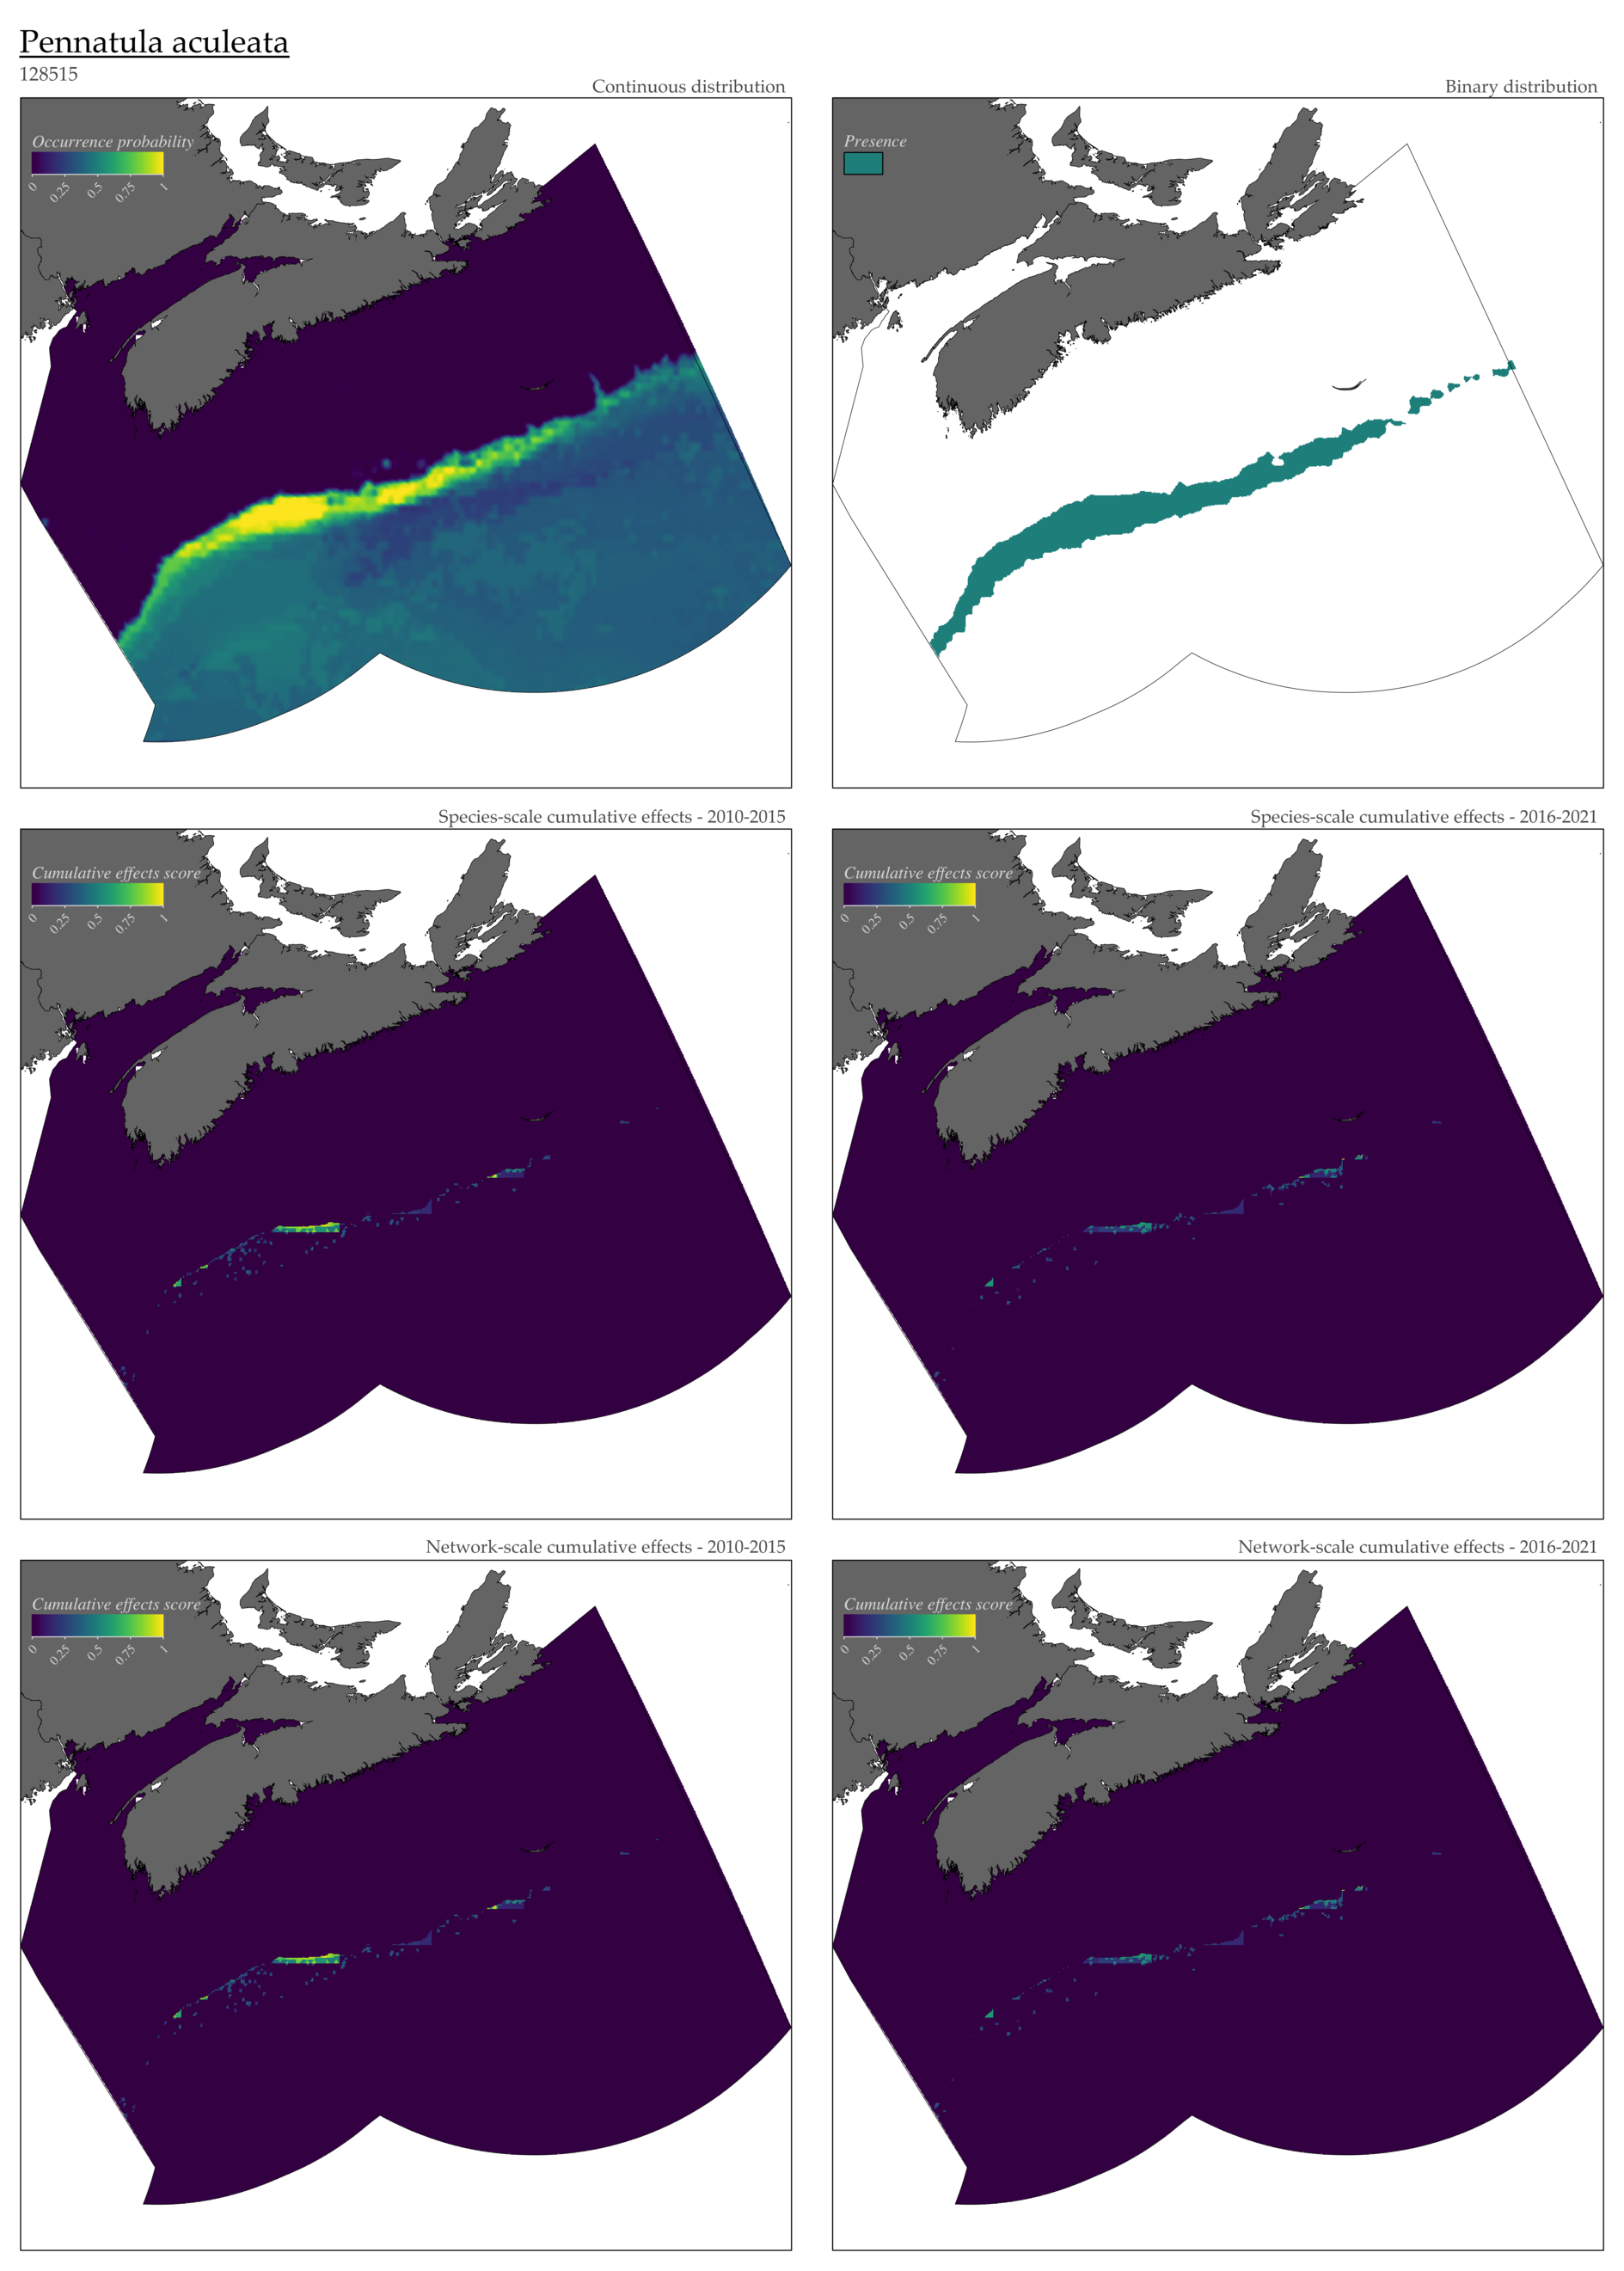 Pennatula aculeata
128515
Continuous distribution
Occurrence probability
0 0.25 0.5 0.75 1
Binary distribution
Presence
Species-scale cumulative effects - 2010-2015
Cumulative effects score
0 0.25 0.5 0.75 1
Species-scale cumulative effects - 2016-2021
Cumulative effects score
0 0.25 0.5 0.75 1
Network-scale cumulative effects - 2010-2015
Cumulative effects score
0 0.25 0.5 0.75 1
Network-scale cumulative effects - 2016-2021
Cumulative effects score
0 0.25 0.5 0.75 1